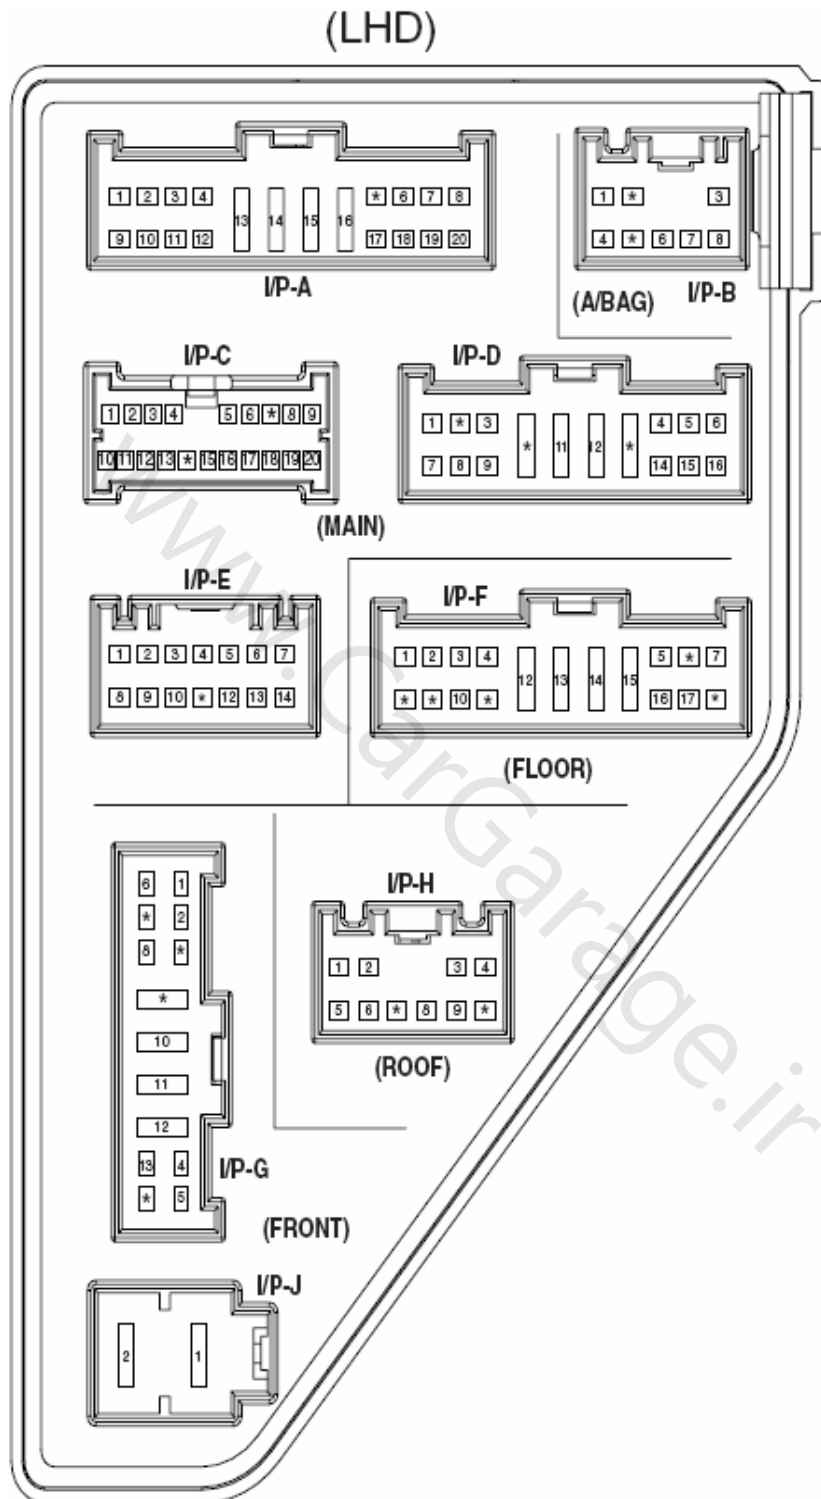 (LHD)
1 2 3 4 13 14 15 16 * 6 7 8
9 10 11 12 17 18 19 20
I/P-A
1 * 3
4 * 6 7 8
(A/BAG) I/P-B
I/P-C
1 2 3 4 5 6 * 8 9
10 11 12 13 * 15 16 17 18 19 20
I/P-D
1 * 3 * 11 12 * 4 5 6
7 8 9 14 15 16
(MAIN)
I/P-E
1 2 3 4 5 6 7
8 9 10 * 12 13 14
I/P-F
1 2 3 4 12 13 14 15 5 * 7
* * 10 * 16 17 *
(FLOOR)
6 1
* 2
8 *
*
10
11
12
13 4
* 5
I/P-G
(FRONT)
I/P-H
1 2 3 4
5 6 * 8 9 *
(ROOF)
I/P-J
2 1
www.CarGarage.ir